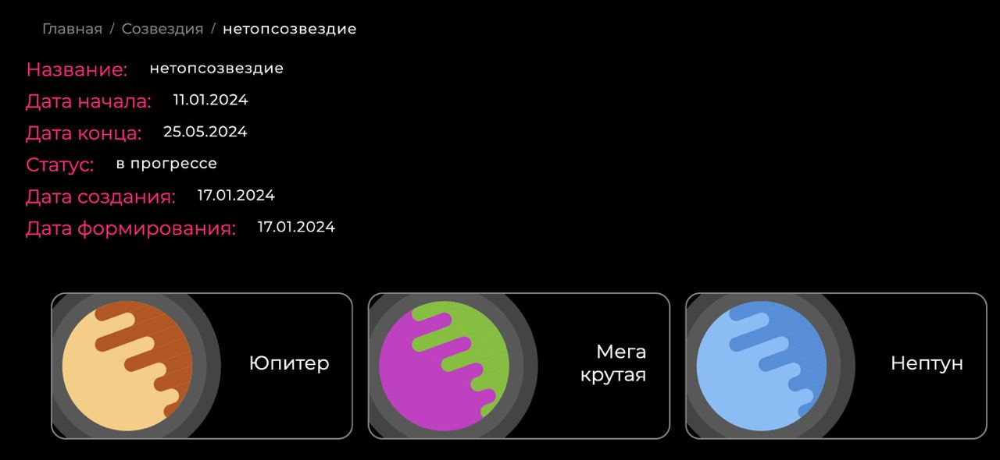 Главная / Созвездия / нетопсозвездие
Название: нетопсозвездие
Дата начала: 11.01.2024
Дата конца: 25.05.2024
Статус: в прогрессе
Дата создания: 17.01.2024
Дата формирования: 17.01.2024
Юпитер
Мега
крутая
Нептун